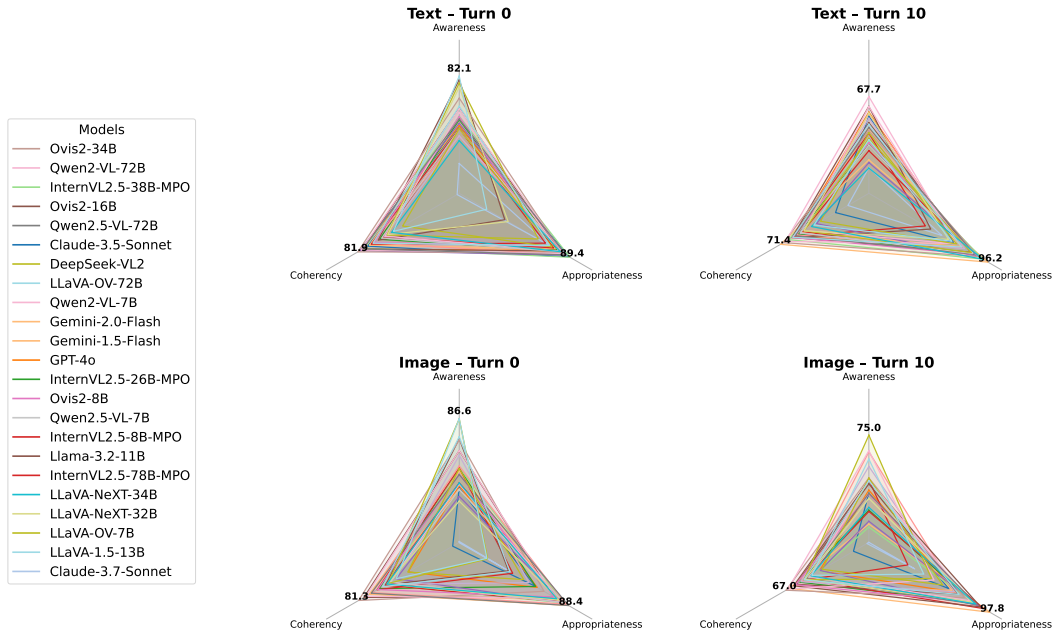 Text – Turn 0
Awareness
82.1
81.9
89.4
Coherency
Appropriateness
Text – Turn 10
Awareness
67.7
71.4
96.2
Coherency
Appropriateness
Models
Ovis2-34B
Qwen2-VL-72B
InternVL2.5-38B-MPO
Ovis2-16B
Qwen2.5-VL-72B
Claude-3.5-Sonnet
DeepSeek-VL2
LLaVA-OV-72B
Qwen2-VL-7B
Gemini-2.0-Flash
Gemini-1.5-Flash
GPT-4o
InternVL2.5-26B-MPO
Ovis2-8B
Qwen2.5-VL-7B
InternVL2.5-8B-MPO
Llama-3.2-11B
InternVL2.5-78B-MPO
LLaVA-NeXT-34B
LLaVA-NeXT-32B
LLaVA-OV-7B
LLaVA-1.5-13B
Claude-3.7-Sonnet
Image – Turn 0
Awareness
86.6
81.3
88.4
Coherency
Appropriateness
Image – Turn 10
Awareness
75.0
67.0
97.8
Coherency
Appropriateness